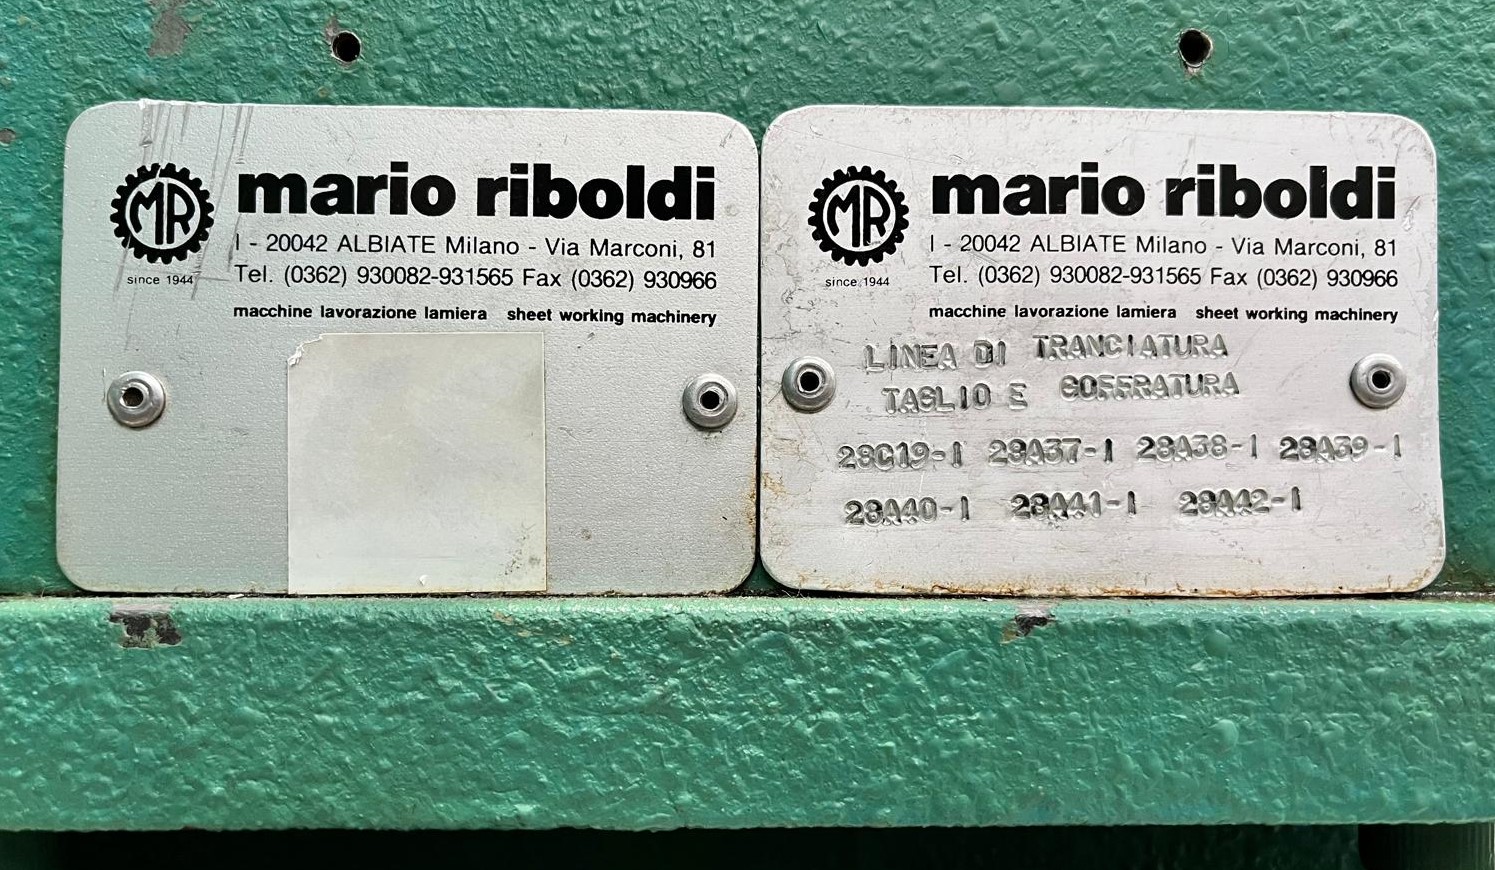 MR
mario riboldi
I - 20042 ALBIATE Milano - Via Marconi, 81
since 1944
Tel. (0362) 930082-931565 Fax (0362) 930966
macchine lavorazione lamiera sheet working machinery
MR
mario riboldi
I - 20042 ALBIATE Milano - Via Marconi, 81
since 1944
Tel. (0362) 930082-931565 Fax (0362) 930966
macchine lavorazione lamiera sheet working machinery
LINEA DI TRANCIATURA
TAGLIO E GOFFRATURA
28C19-1 28A37-1 28A38-1 28A39-1
28A40-1 28A41-1 28A42-1